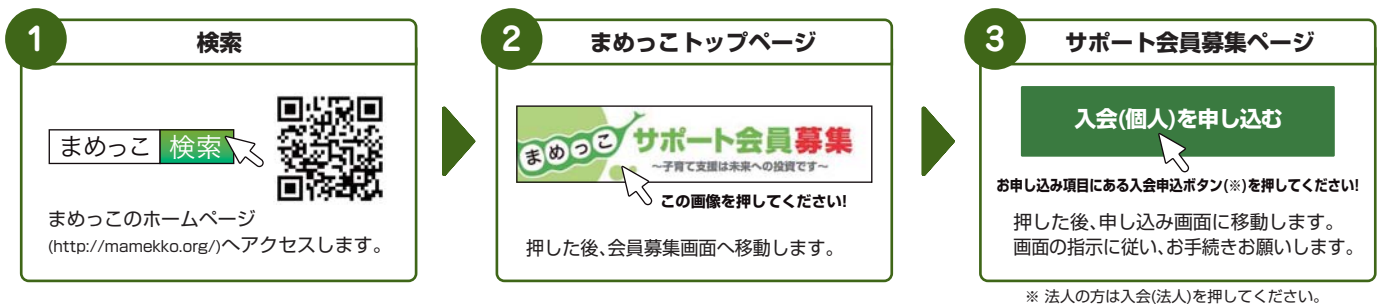 1
検索
まめっこ 検索
まめっこのホームページ
(http://mamekko.org/)へアクセスします。
2
まめっこトップページ
まめっこ サポート会員募集
～子育て支援は未来への投資です～
この画像を押してください!
押した後、会員募集画面へ移動します。
3
サポート会員募集ページ
入会(個人)を申し込む
お申し込み項目にある入会申込ボタン(※)を押してください!
押した後、申し込み画面に移動します。
画面の指示に従い、お手続きお願いします。
※ 法人の方は入会(法人)を押してください。